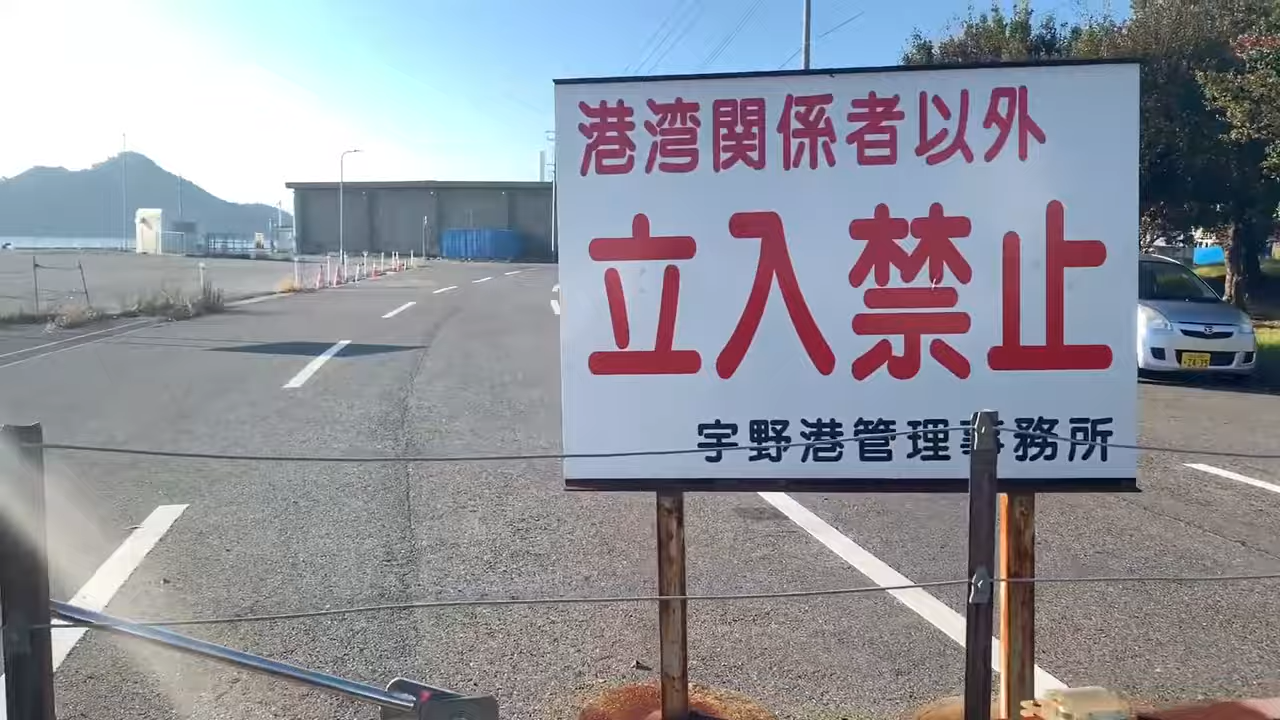 港湾関係者以外
立入禁止
宇野港管理事務所